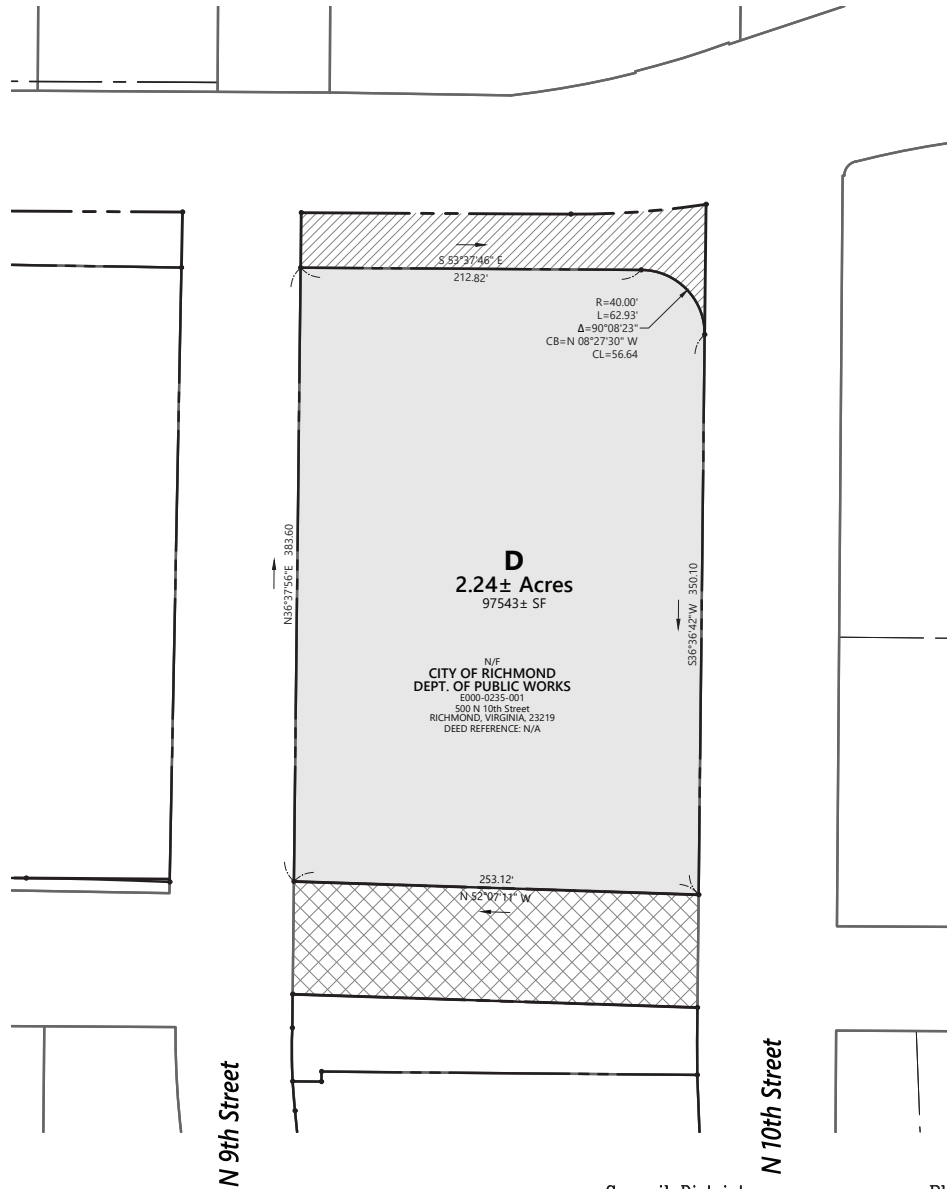 S 53°37'46" E
212.82'
R=40.00'
L=62.93'
Δ=90°08'23"
CB=N 08°27'30" W
CL=56.64
N36°37'56"E 383.60
S36°36'42"W 350.10
D
2.24± Acres
97543± SF
N/F
CITY OF RICHMOND
DEPT. OF PUBLIC WORKS
E000-0235-001
500 N 10th Street
RICHMOND, VIRGINIA, 23219
DEED REFERENCE: N/A
253.12'
N 52°07'11" W
N 9th Street
N 10th Street